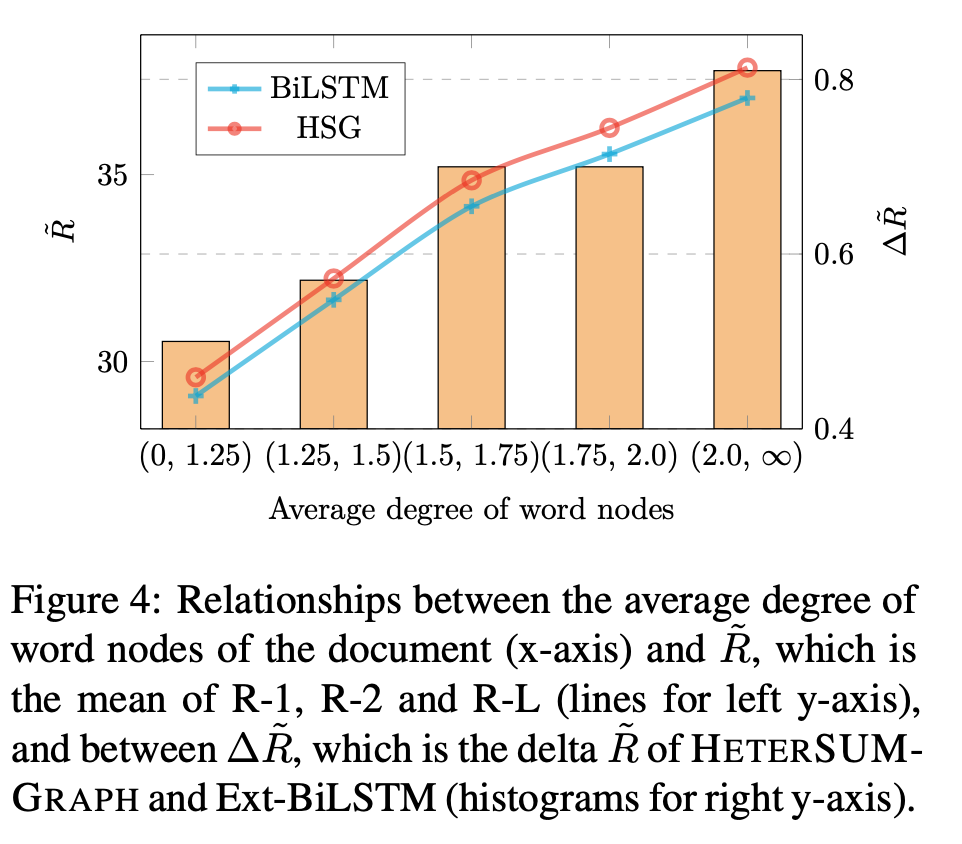 BiLSTM
HSG
0.8
35
R̃
ΔR̃
0.6
30
0.4
(0, 1.25) (1.25, 1.5)(1.5, 1.75)(1.75, 2.0) (2.0, ∞)
Average degree of word nodes
Figure 4: Relationships between the average degree of
word nodes of the document (x-axis) and R̃, which is
the mean of R-1, R-2 and R-L (lines for left y-axis),
and between ΔR̃, which is the delta R̃ of HETERSUM-
GRAPH and Ext-BiLSTM (histograms for right y-axis).